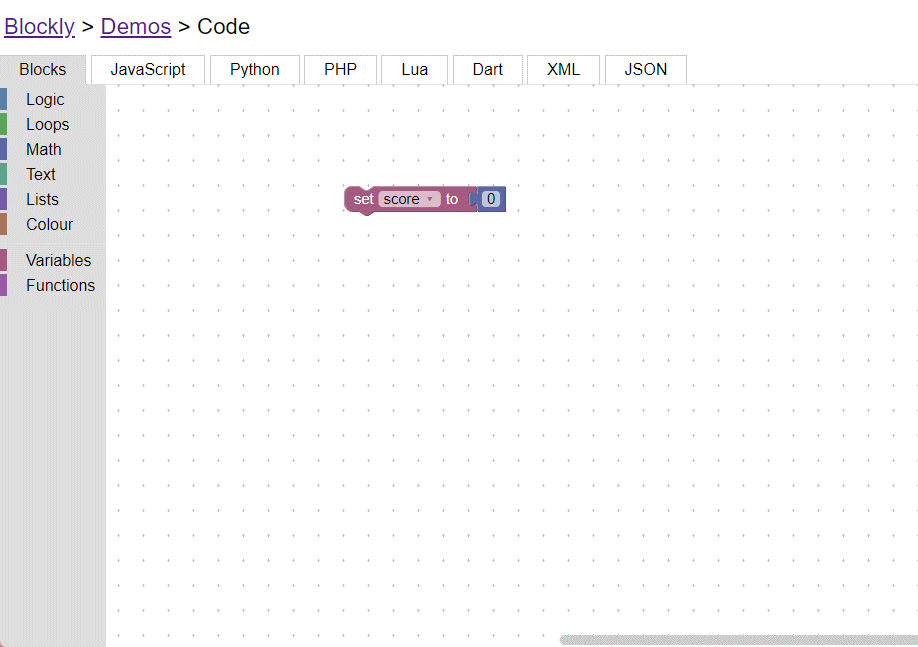 Blockly > Demos > Code
Blocks JavaScript Python PHP Lua Dart XML JSON
Logic
Loops
Math
Text
Lists
Colour
Variables
Functions
set score to 0